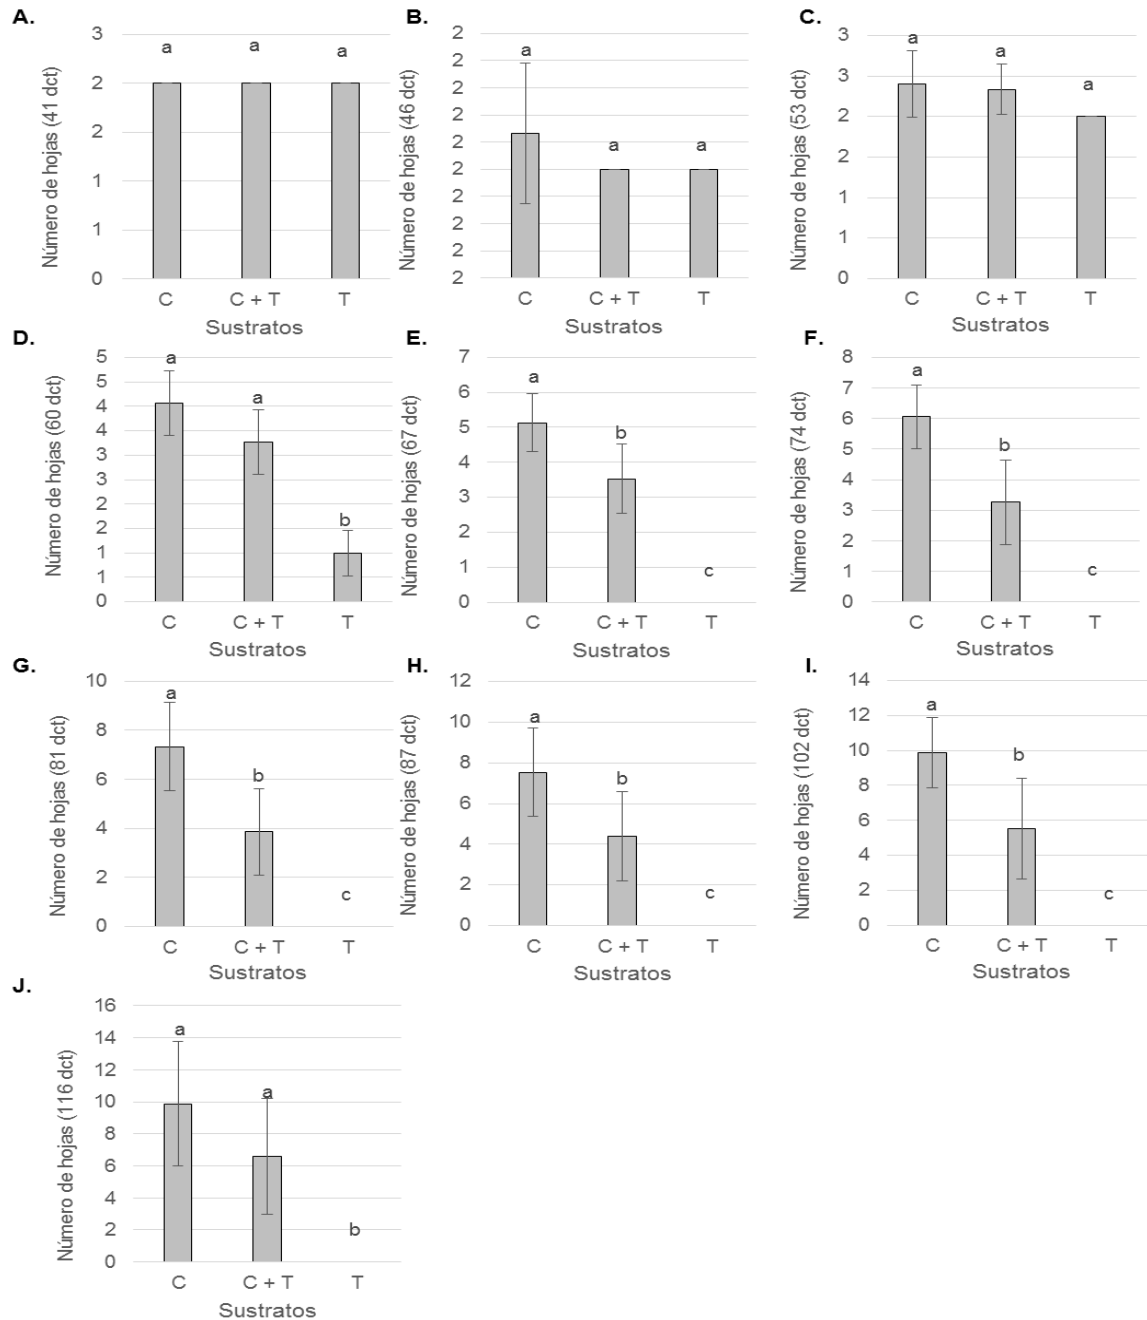 A.
Número de hojas (41 dct)
3
2
2
1
1
0
a a a
C C + T T
Sustratos
B.
Número de hojas (46 dct)
2
2
2
2
2
2
2
2
2
2
a a a
C C + T T
Sustratos
C.
Número de hojas (53 dct)
3
3
2
2
1
1
0
a a a
C C + T T
Sustratos
D.
Número de hojas (60 dct)
5
5
4
4
3
3
2
2
1
1
0
a a b
C C + T T
Sustratos
E.
Número de hojas (67 dct)
7
6
5
4
3
2
1
0
a b c
C C + T T
Sustratos
F.
Número de hojas (74 dct)
8
7
6
5
4
3
2
1
0
a b c
C C + T T
Sustratos
G.
Número de hojas (81 dct)
10
8
6
4
2
0
a b c
C C + T T
Sustratos
H.
Número de hojas (87 dct)
12
10
8
6
4
2
0
a b c
C C + T T
Sustratos
I.
Número de hojas (102 dct)
14
12
10
8
6
4
2
0
a b c
C C + T T
Sustratos
J.
Número de hojas (116 dct)
16
14
12
10
8
6
4
2
0
a a b
C C + T T
Sustratos